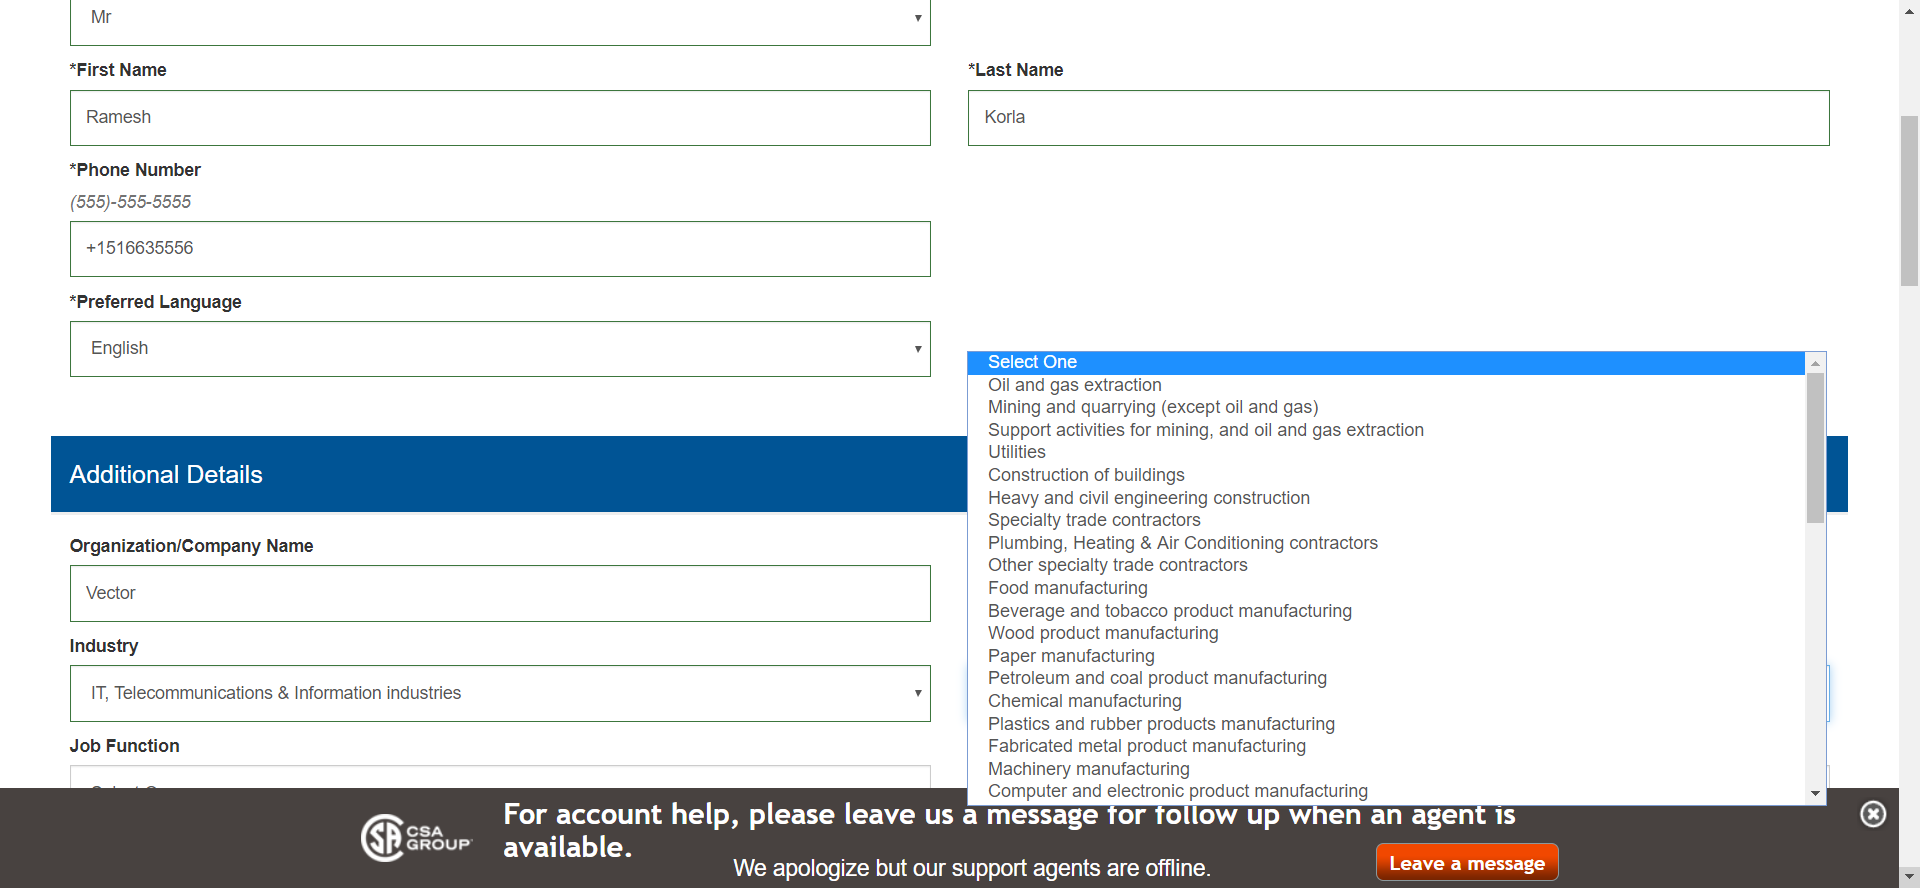 Mr
*First Name
*Last Name
Ramesh
Korla
*Phone Number
(555)-555-5555
+1516635556
*Preferred Language
English
Select One
Oil and gas extraction
Mining and quarrying (except oil and gas)
Support activities for mining, and oil and gas extraction
Utilities
Construction of buildings
Heavy and civil engineering construction
Specialty trade contractors
Plumbing, Heating & Air Conditioning contractors
Other specialty trade contractors
Food manufacturing
Beverage and tobacco product manufacturing
Wood product manufacturing
Paper manufacturing
Petroleum and coal product manufacturing
Chemical manufacturing
Plastics and rubber products manufacturing
Fabricated metal product manufacturing
Machinery manufacturing
Computer and electronic product manufacturing
Additional Details
Organization/Company Name
Vector
Industry
IT, Telecommunications & Information industries
Job Function
CSA
GROUP
For account help, please leave us a message for follow up when an agent is
available.
We apologize but our support agents are offline.
Leave a message